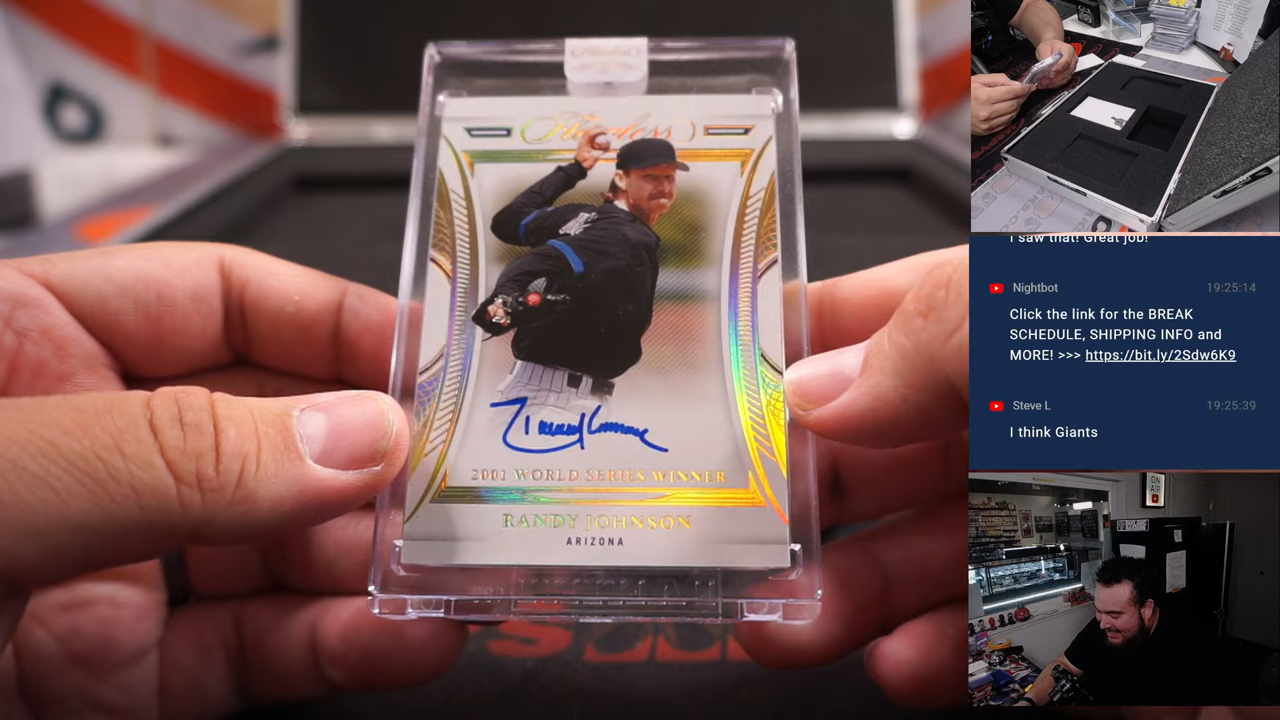 Flawless
2001 WORLD SERIES WINNER
RANDY JOHNSON
ARIZONA
I saw that! Great job!
Nightbot 19:25:14
Click the link for the BREAK
SCHEDULE, SHIPPING INFO and
MORE! >>> https://bit.ly/2Sdw6K9
Steve L 19:25:39
I think Giants
ON
AIR